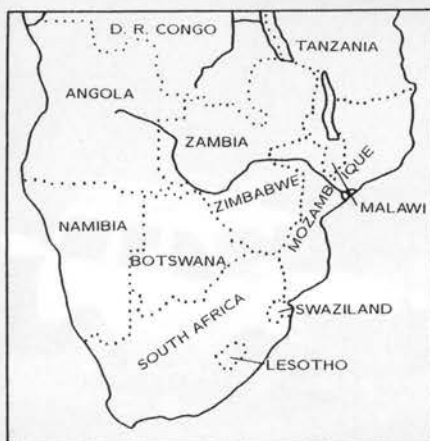 D. R. CONGO
TANZANIA
ANGOLA
ZAMBIA
ZIMBABWE
MOZAMBIQUE
MALAWI
NAMIBIA
BOTSWANA
SWAZILAND
SOUTH AFRICA
LESOTHO